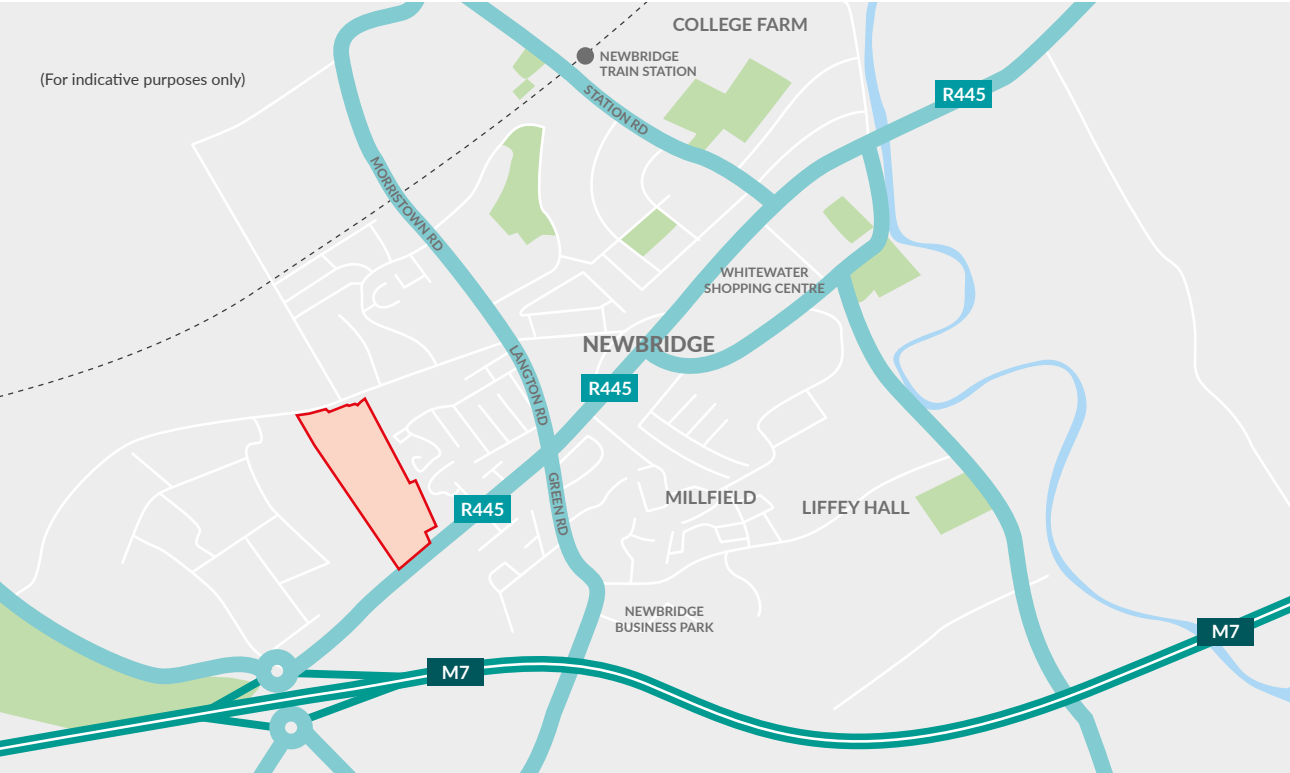 COLLEGE FARM
NEWBRIDGE
TRAIN STATION
(For indicative purposes only)
R445
STATION RD
MORRISTOWN RD
WHITEWATER
SHOPPING CENTRE
NEWBRIDGE
LANGTON RD
R445
GREEN RD
R445
MILLFIELD
LIFFEY HALL
NEWBRIDGE
BUSINESS PARK
M7
M7